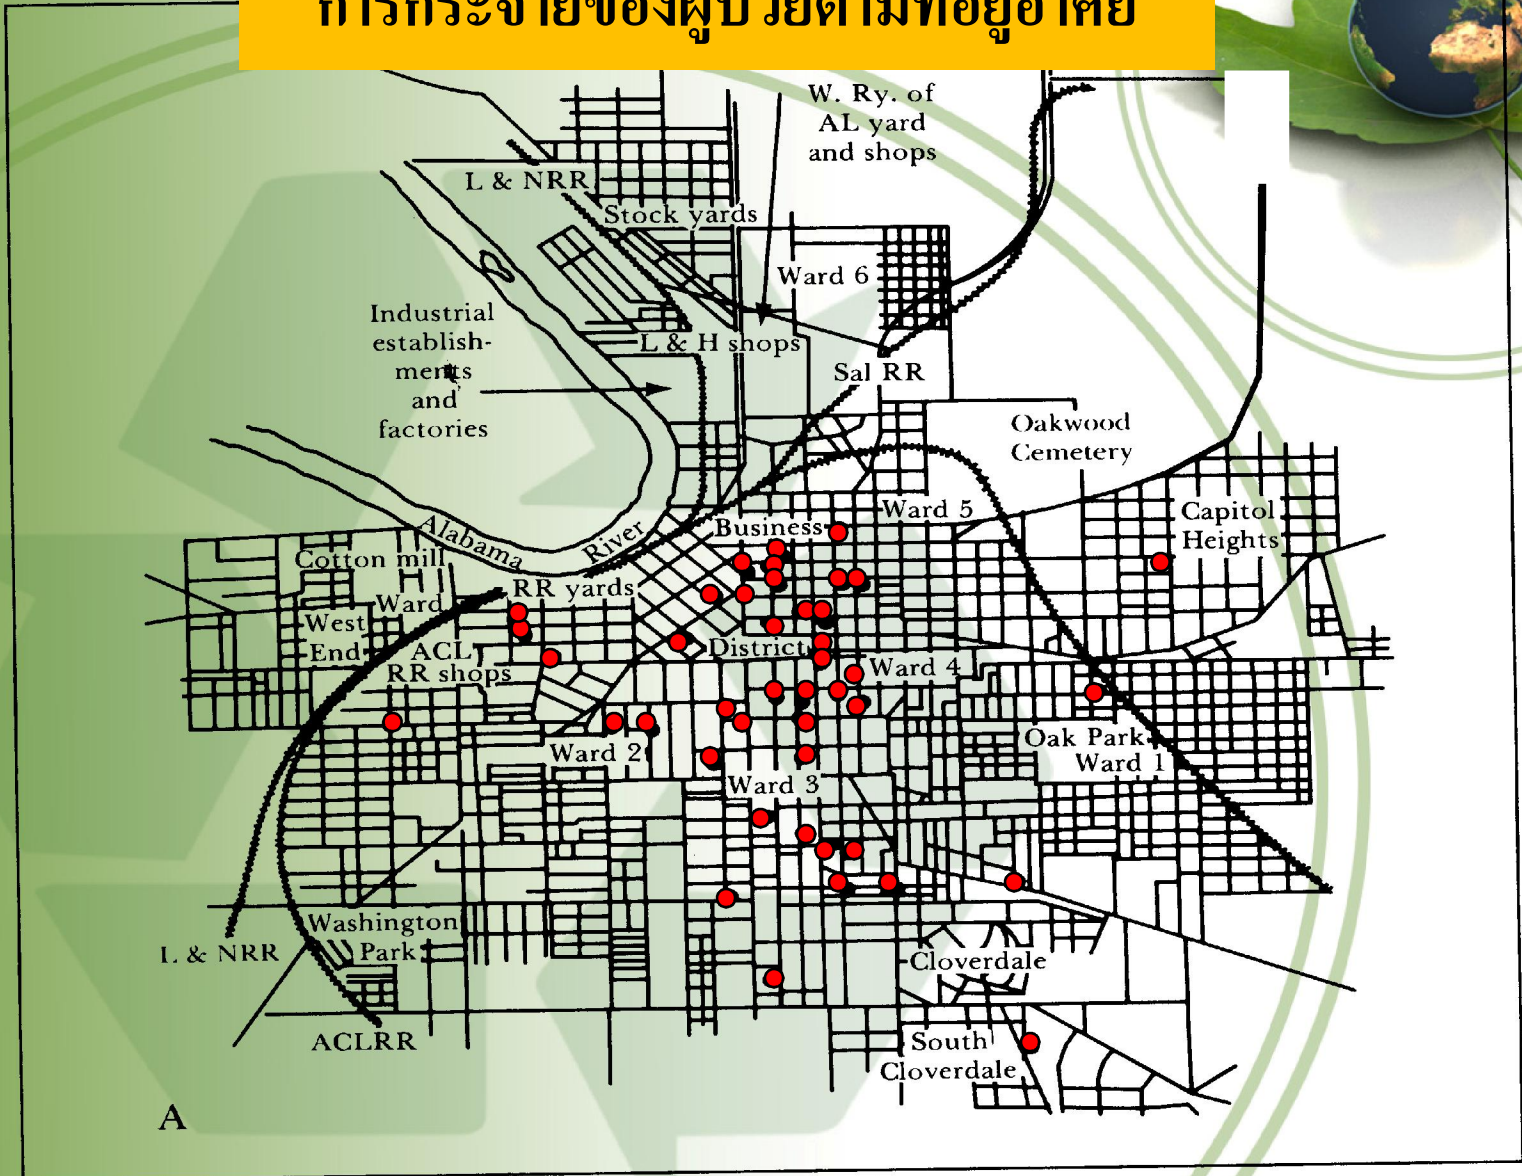 การกระจายของผู้ป่วยตามที่อยู่อาศัย
W. Ry. of
AL yard
and shops
L & NRR
Stock yards
Ward 6
Industrial
establish-
ments
and
factories
L & H shops
Sal RR
Oakwood
Cemetery
Ward 5
Capitol
Heights
Business
Alabama
River
Cotton mill
RR yards
Ward
West
End
ACL
RR shops
District
Ward 4
Ward 2
Oak Park
Ward 1
Ward 3
Washington
Park
L & NRR
Cloverdale
ACLRR
South
Cloverdale
A